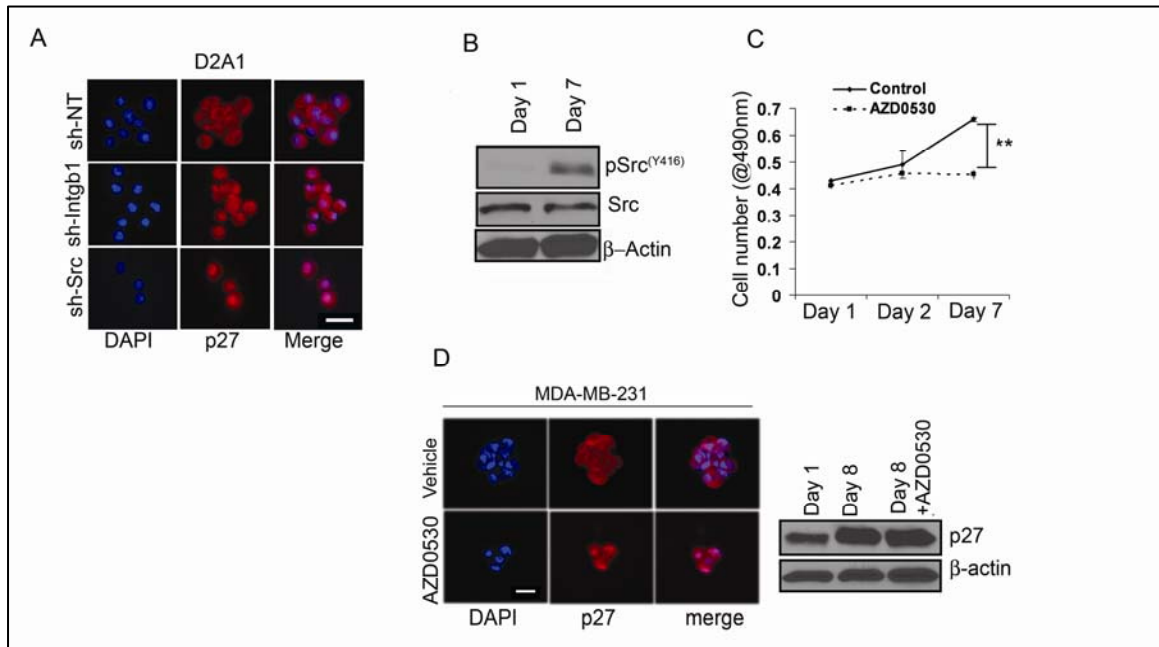 A
D2A1
sh-NT
sh-Intgb1
sh-Src
DAPI p27 Merge
B
Day 1 Day 7
pSrc(Y416)
Src
β–Actin
C
Control
AZD0530
Cell number (@490nm)
0.7
0.6
0.5
0.4
0.3
0.2
0.1
0
**
Day 1 Day 2 Day 7
D
MDA-MB-231
Vehicle
AZD0530
DAPI p27 merge
Day 1
Day 8
Day 8
+AZD0530
p27
β-actin